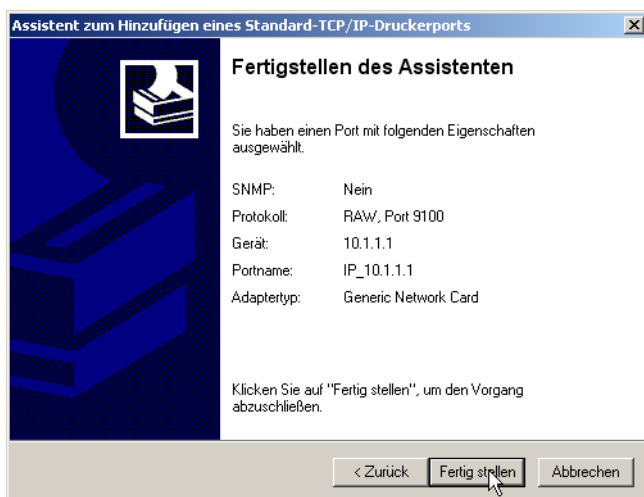 Assistent zum Hinzufügen eines Standard-TCP/IP-Druckerports
Fertigstellen des Assistenten
Sie haben einen Port mit folgenden Eigenschaften
ausgewählt.
SNMP: Nein
Protokoll: RAW, Port 9100
Gerät: 10.1.1.1
Portname: IP_10.1.1.1
Adaptertyp: Generic Network Card
Klicken Sie auf "Fertig stellen", um den Vorgang
abzuschließen.
< Zurück Fertig stellen Abbrechen